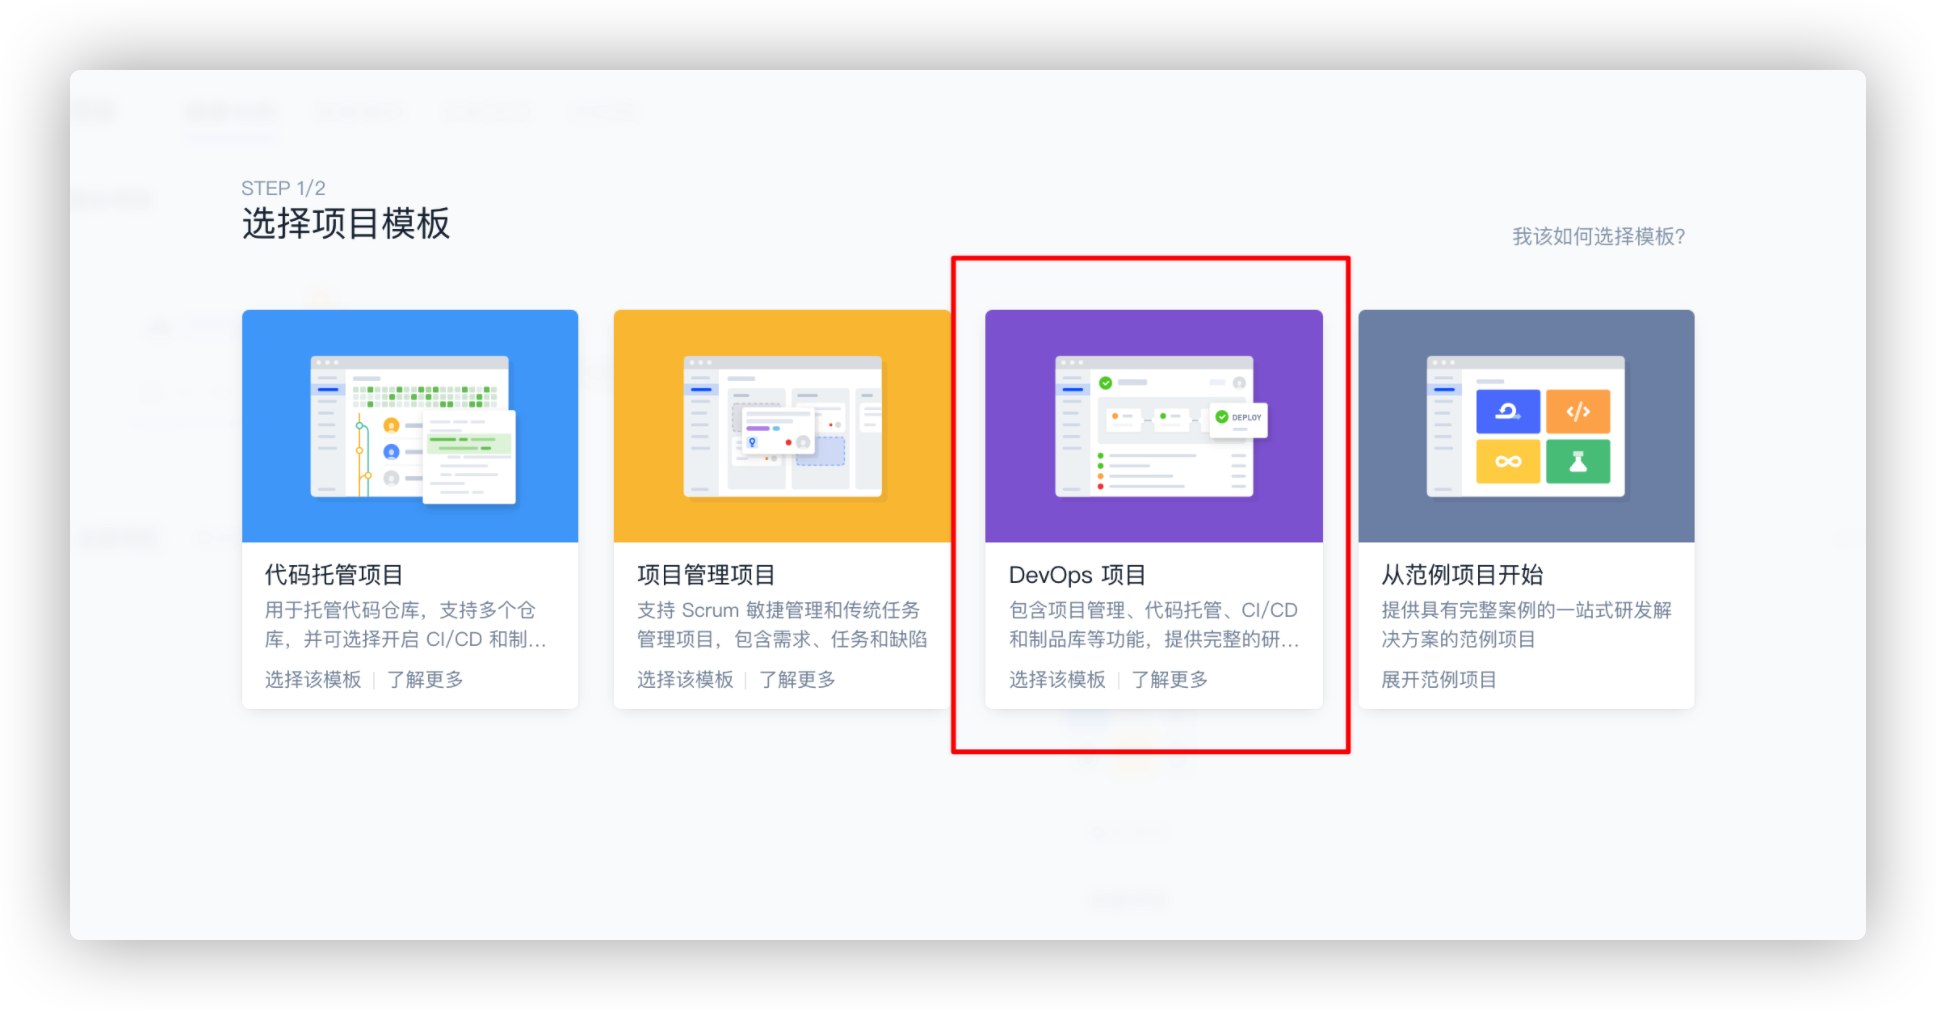 STEP 1/2
选择项目模板
我该如何选择模板?
DEPLOY
代码托管项目
用于托管代码仓库，支持多个仓
库，并可选择开启 CI/CD 和制...
选择该模板 | 了解更多
项目管理项目
支持 Scrum 敏捷管理和传统任务
管理项目，包含需求、任务和缺陷
选择该模板 | 了解更多
DevOps 项目
包含项目管理、代码托管、CI/CD
和制品库等功能，提供完整的研...
选择该模板 | 了解更多
从范例项目开始
提供具有完整案例的一站式研发解
决方案的范例项目
展开范例项目